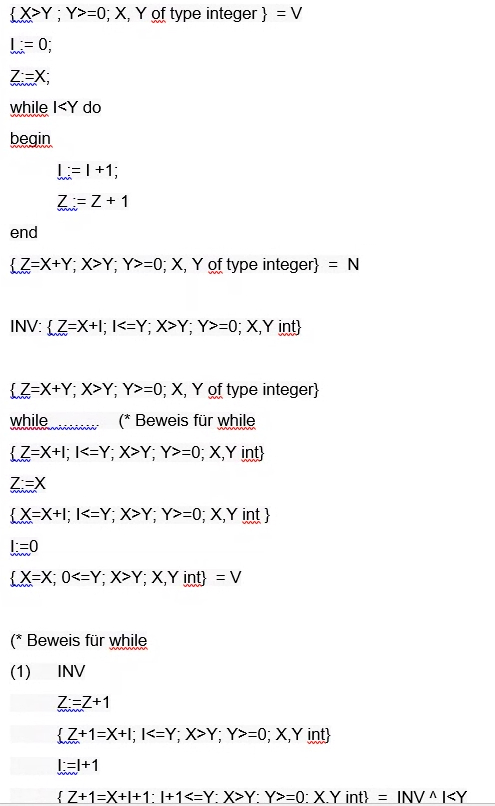 { X>Y ; Y>=0; X, Y of type integer } = V
I := 0;
Z:=X;
while I<Y do
begin
I := I +1;
Z := Z + 1
end
{ Z=X+Y; X>Y; Y>=0; X, Y of type integer} = N
INV: { Z=X+I; I<=Y; X>Y; Y>=0; X,Y int}
{ Z=X+Y; X>Y; Y>=0; X, Y of type integer}
while........ (* Beweis für while
{ Z=X+I; I<=Y; X>Y; Y>=0; X,Y int}
Z:=X
{ X=X+I; I<=Y; X>Y; Y>=0; X,Y int }
I:=0
{ X=X; 0<=Y; X>Y; X,Y int} = V
(* Beweis für while
(1) INV
Z:=Z+1
{ Z+1=X+I; I<=Y; X>Y; Y>=0; X,Y int}
I:=I+1
{ Z+1=X+I+1; I+1<=Y; X>Y; Y>=0; X,Y int} = INV ^ I<Y